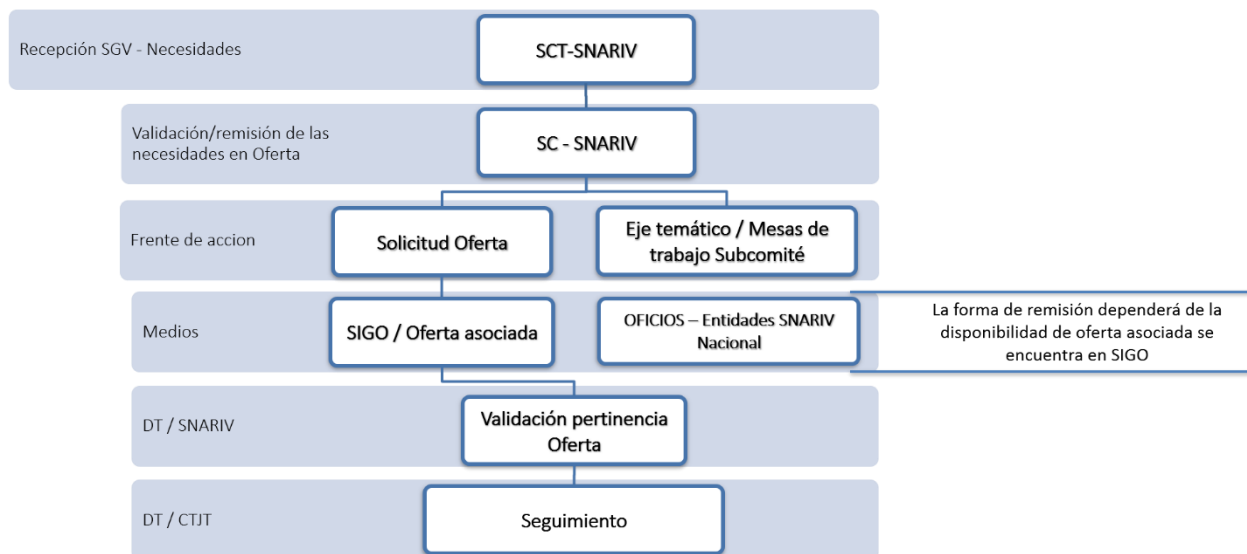 Recepción SGV - Necesidades
SCT-SNARIV
Validación/remisión de las
necesidades en Oferta
SC - SNARIV
Frente de accion
Solicitud Oferta
Eje temático / Mesas de
trabajo Subcomité
Medios
SIGO / Oferta asociada
OFICIOS – Entidades SNARIV
Nacional
La forma de remisión dependerá de la
disponibilidad de oferta asociada se
encuentra en SIGO
DT / SNARIV
Validación pertinencia
Oferta
DT / CTJT
Seguimiento